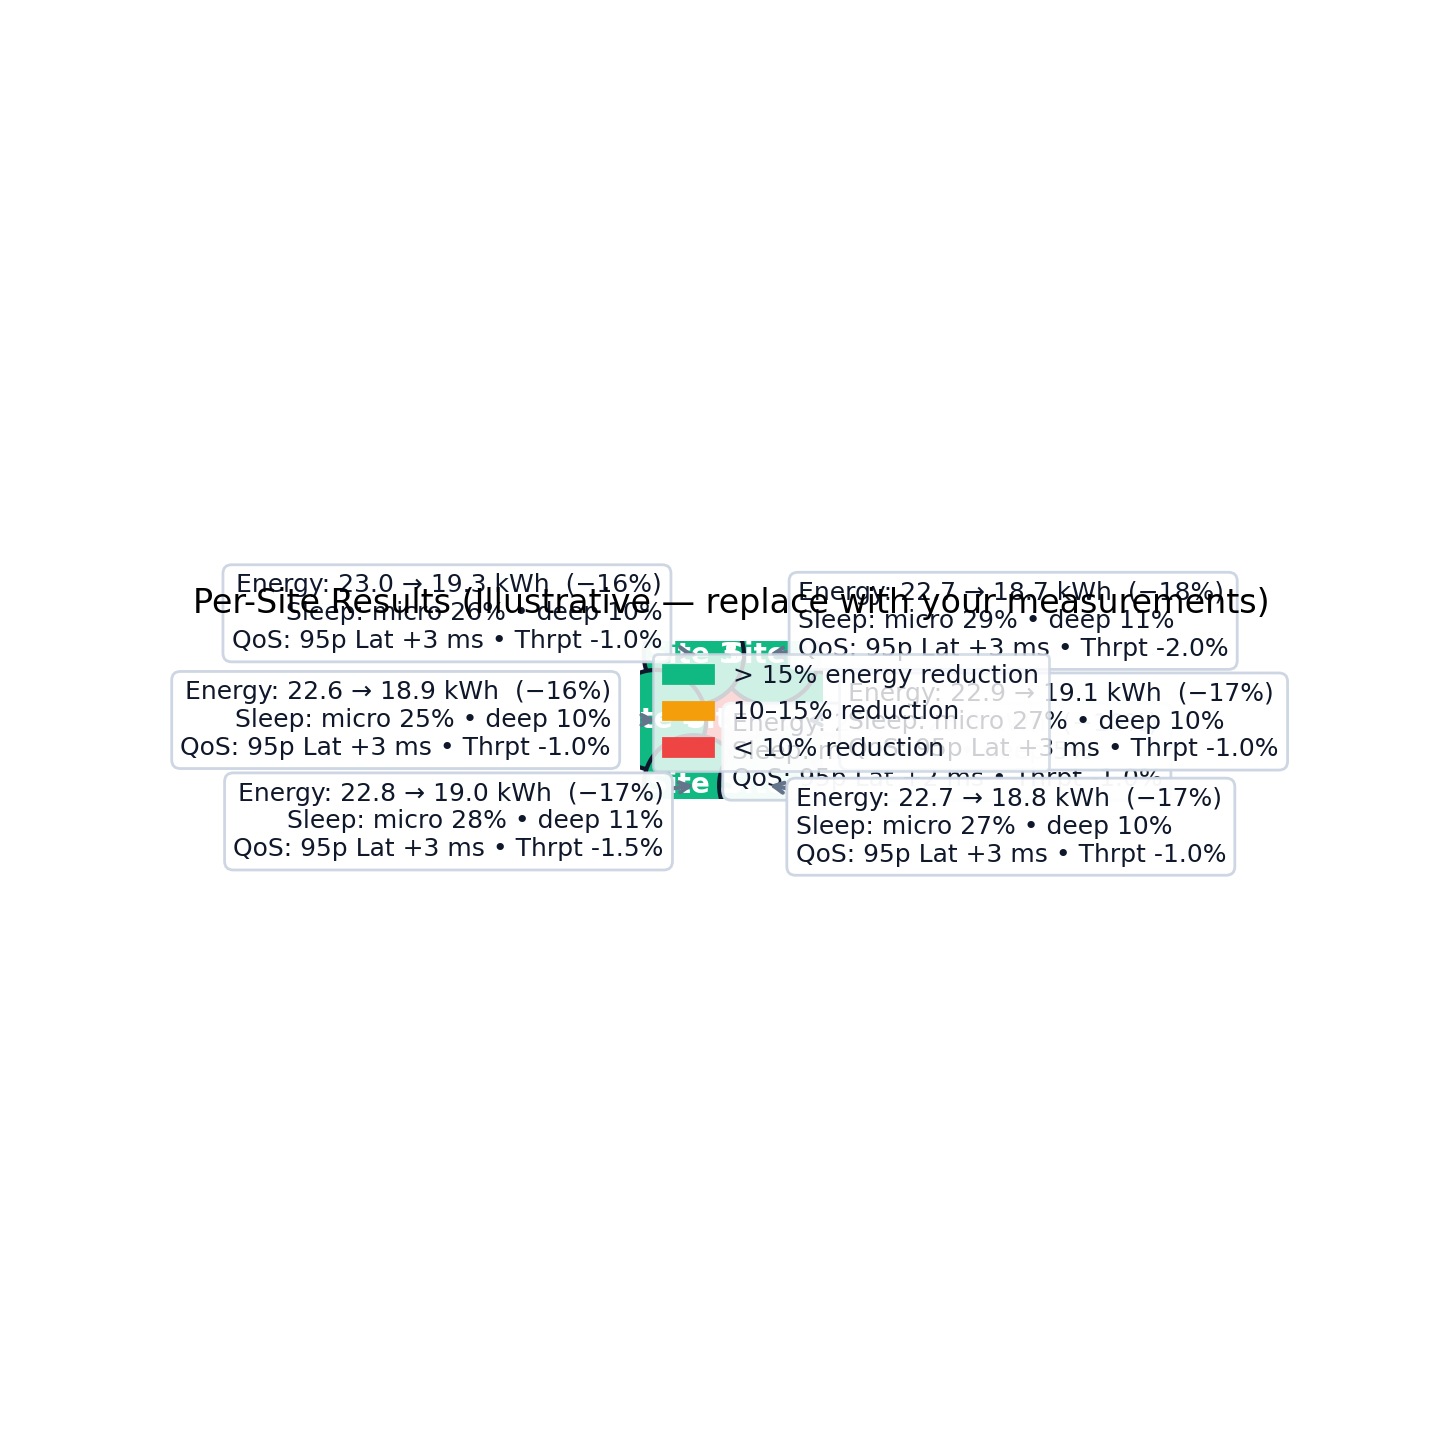 Per-Site Results (Illustrative — replace with your measurements)
Energy: 23.0 → 19.3 kWh (−16%)
Sleep: micro 26% • deep 10%
QoS: 95p Lat +3 ms • Thrpt -1.0%
Energy: 22.7 → 18.7 kWh (−18%)
Sleep: micro 29% • deep 11%
QoS: 95p Lat +3 ms • Thrpt -2.0%
> 15% energy reduction
10–15% reduction
< 10% reduction
Energy: 22.6 → 18.9 kWh (−16%)
Sleep: micro 25% • deep 10%
QoS: 95p Lat +3 ms • Thrpt -1.0%
Energy: 22.9 → 19.1 kWh (−17%)
Sleep: micro 27% • deep 10%
QoS: 95p Lat +3 ms • Thrpt -1.0%
Energy:
Sleep:
QoS: 95p Lat ms • Thrpt -1.0%
Energy: 22.8 → 19.0 kWh (−17%)
Sleep: micro 28% • deep 11%
QoS: 95p Lat +3 ms • Thrpt -1.5%
Energy: 22.7 → 18.8 kWh (−17%)
Sleep: micro 27% • deep 10%
QoS: 95p Lat +3 ms • Thrpt -1.0%